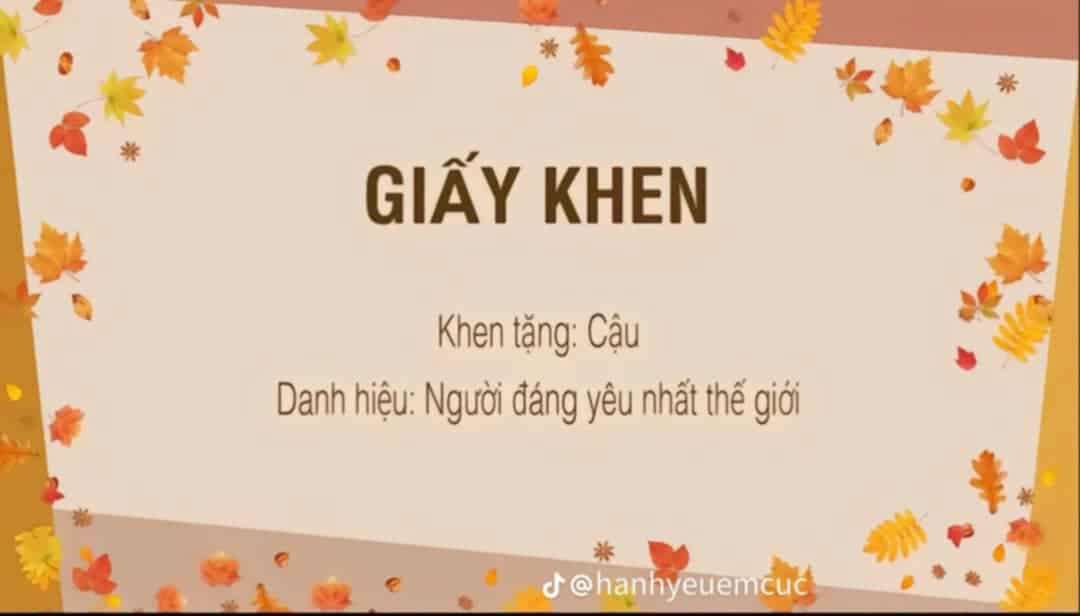 GIẤY KHEN
Khen tặng: Cậu
Danh hiệu: Người đáng yêu nhất thế giới
@hanhyeuemcuc